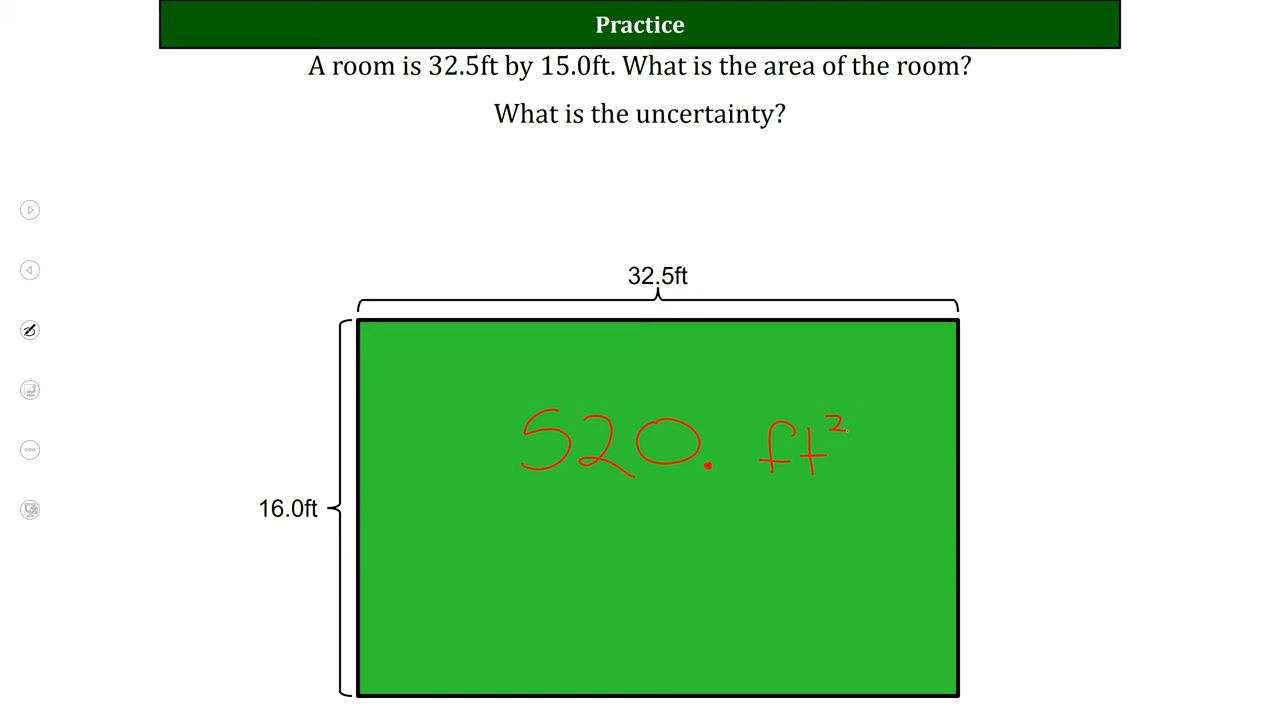 Practice
A room is 32.5ft by 15.0ft. What is the area of the room?
What is the uncertainty?
32.5ft
520. ft²
16.0ft